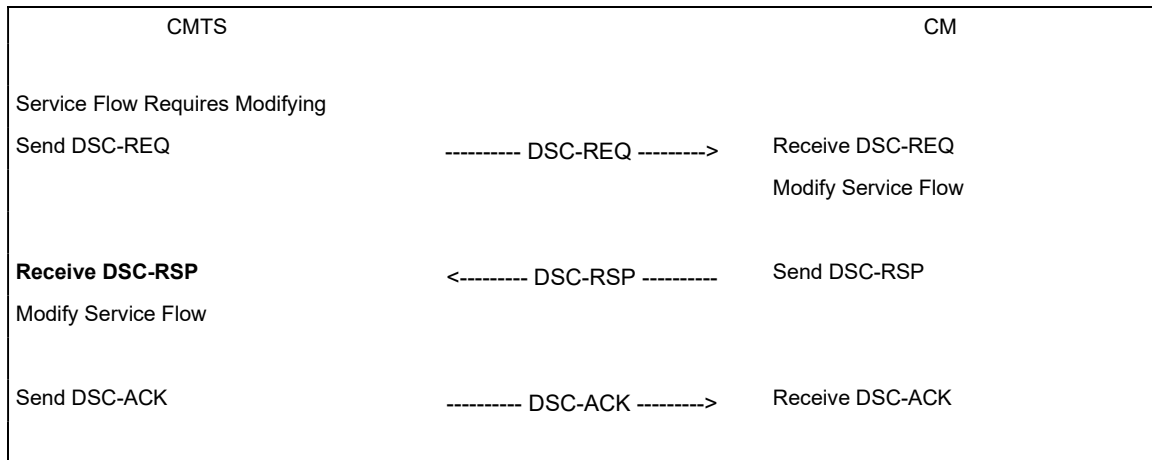 CMTS CM
Service Flow Requires Modifying
Send DSC-REQ ---------- DSC-REQ ---------> Receive DSC-REQ
Modify Service Flow
Receive DSC-RSP <--------- DSC-RSP ---------- Send DSC-RSP
Modify Service Flow
Send DSC-ACK ---------- DSC-ACK ---------> Receive DSC-ACK